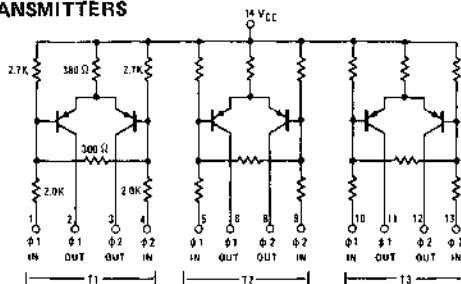 ANSMITTERS
14 VCC
2.7K 380 Ω 2.7K
300 Ω
2.0K 2.0K
1 2 3 4 5 6 8 9 10 11 12 13
ϕ1 ϕ1 ϕ2 ϕ2 ϕ1 ϕ1 ϕ2 ϕ2 ϕ1 ϕ1 ϕ2 ϕ2
IN OUT OUT IN IN OUT OUT IN IN OUT OUT IN
T1 T2 T3